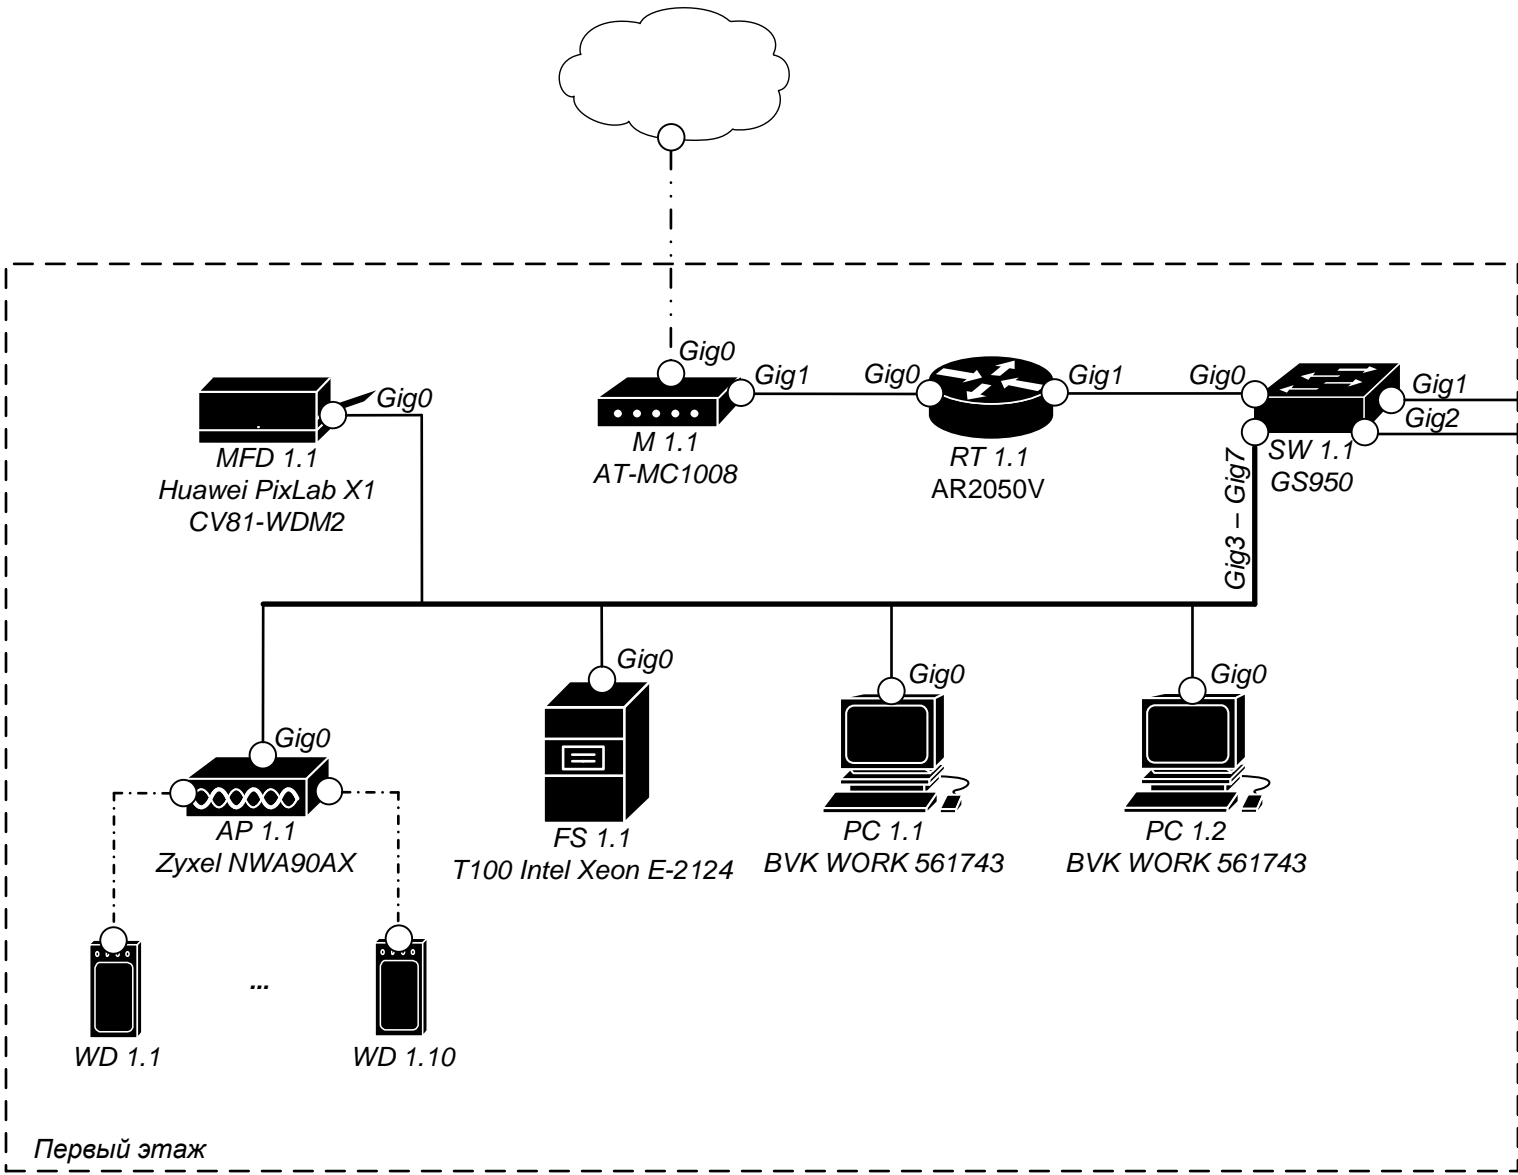 Gig0
Gig1
Gig0
Gig1
Gig0
Gig1
Gig2
Gig0
MFD 1.1
Huawei PixLab X1
CV81-WDM2
M 1.1
AT-MC1008
RT 1.1
AR2050V
SW 1.1
GS950
Gig3 – Gig7
Gig0
Gig0
Gig0
Gig0
AP 1.1
Zyxel NWA90AX
FS 1.1
T100 Intel Xeon E-2124
PC 1.1
BVK WORK 561743
PC 1.2
BVK WORK 561743
...
WD 1.1
WD 1.10
Первый этаж